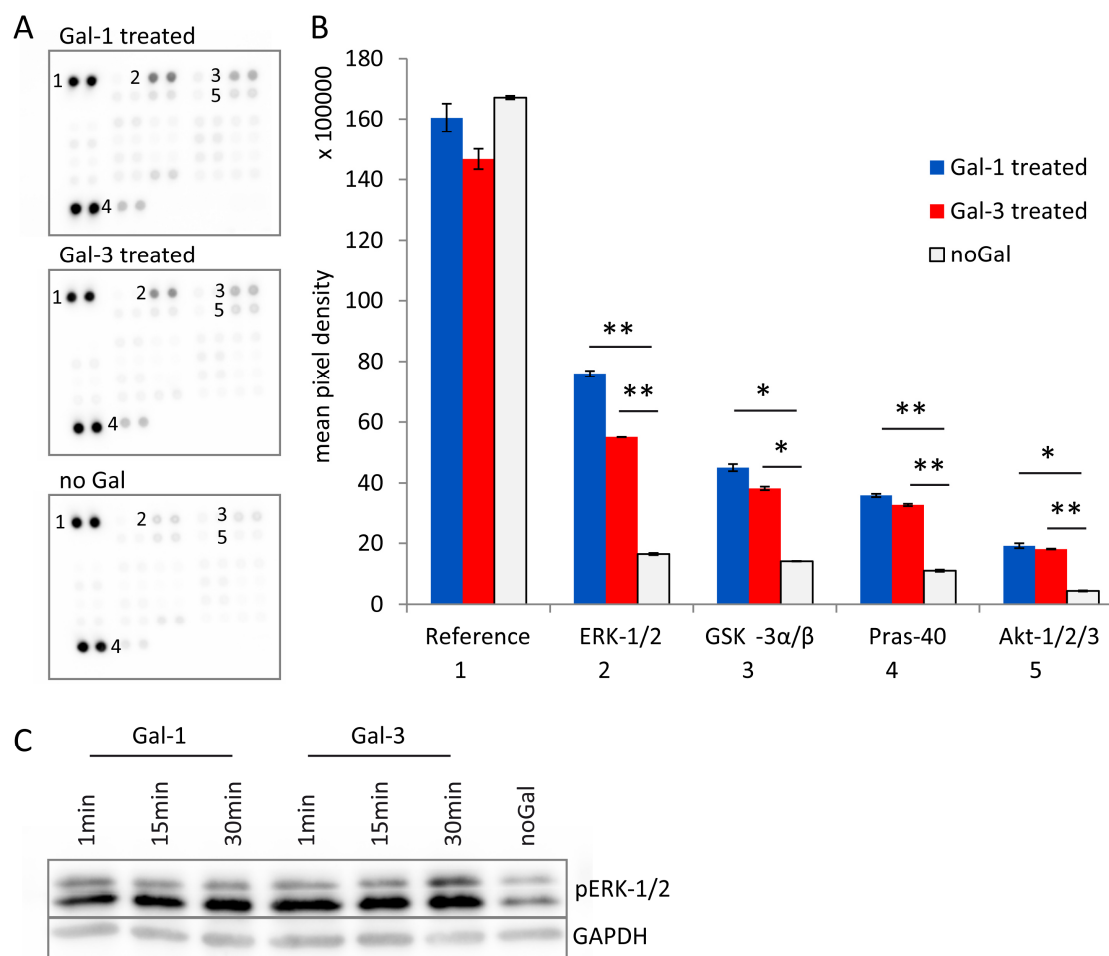 A
Gal-1 treated
1
2
3
5
4
Gal-3 treated
1
2
3
5
4
no Gal
1
2
3
5
4
B
mean pixel density x 100000
180
160
140
120
100
80
60
40
20
0
Gal-1 treated
Gal-3 treated
noGal
** **
* *
** **
* **
Reference ERK-1/2 GSK -3α/β Pras-40 Akt-1/2/3
1 2 3 4 5
C
Gal-1 Gal-3
1min 15min 30min 1min 15min 30min noGal
pERK-1/2
GAPDH